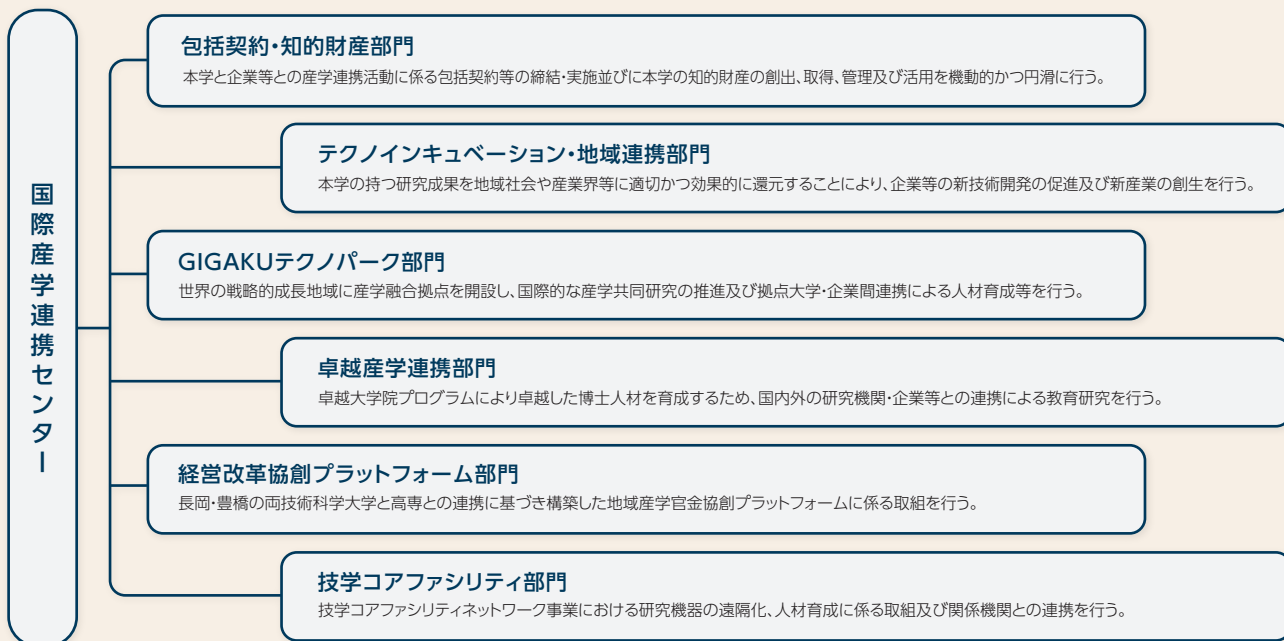 国際産学連携センター
包括契約・知的財産部門
本学と企業等との産学連携活動に係る包括契約等の締結・実施並びに本学の知的財産の創出、取得、管理及び活用を機動的かつ円滑に行う。
テクノインキュベーション・地域連携部門
本学の持つ研究成果を地域社会や産業界等に適切かつ効果的に還元することにより、企業等の新技術開発の促進及び新産業の創生を行う。
GIGAKUテクノパーク部門
世界の戦略的成長地域に産学融合拠点を開設し、国際的な産学共同研究の推進及び拠点大学・企業間連携による人材育成等を行う。
卓越産学連携部門
卓越大学院プログラムにより卓越した博士人材を育成するため、国内外の研究機関・企業等との連携による教育研究を行う。
経営改革協創プラットフォーム部門
長岡・豊橋の両技術科学大学と高専との連携に基づき構築した地域産学官金協創プラットフォームに係る取組を行う。
技学コアファシリティ部門
技学コアファシリティネットワーク事業における研究機器の遠隔化、人材育成に係る取組及び関係機関との連携を行う。